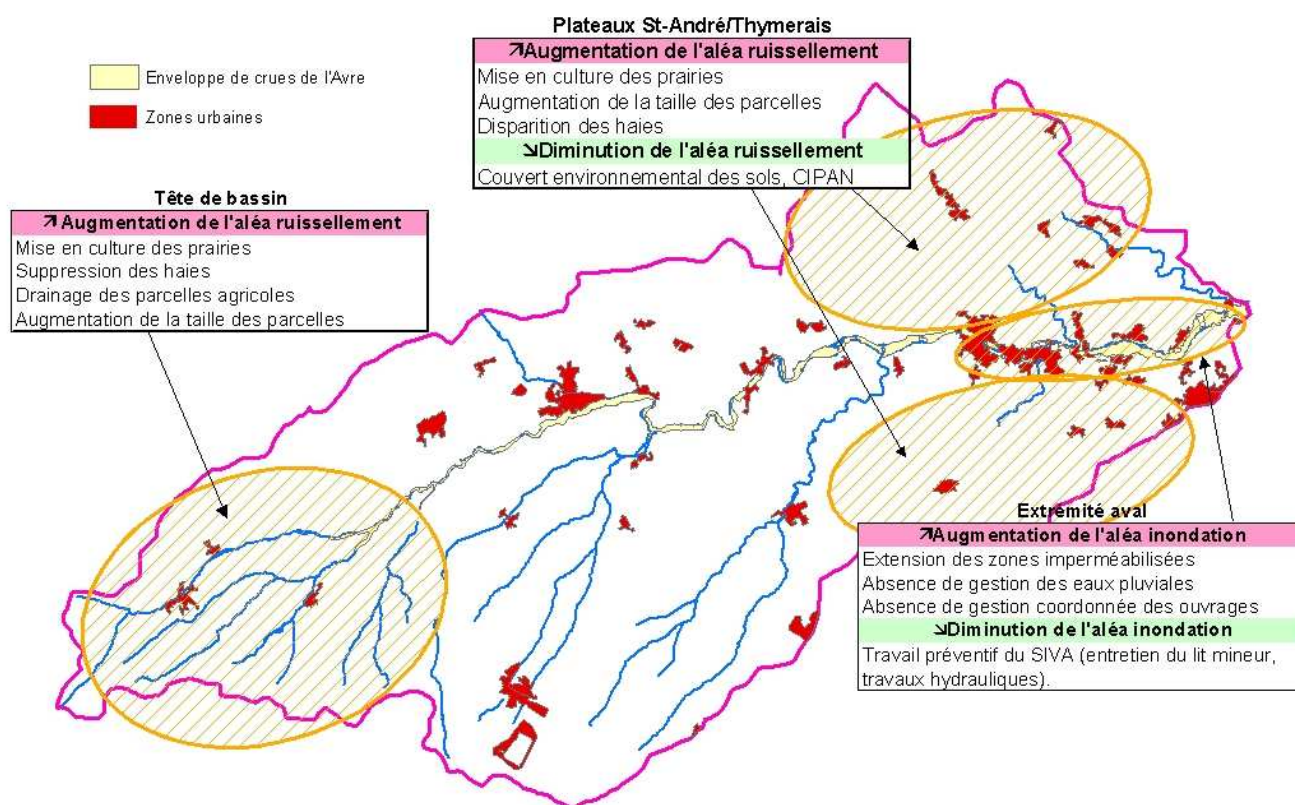 Plateaux St-André/Thymerais
↗Augmentation de l'aléa ruissellement
Mise en culture des prairies
Augmentation de la taille des parcelles
Disparition des haies
↘Diminution de l'aléa ruissellement
Couvert environmental des sols, CIPAN
Enveloppe de crues de l'Avre
Zones urbaines
Tête de bassin
↗ Augmentation de l'aléa ruissellement
Mise en culture des prairies
Suppression des haies
Drainage des parcelles agricoles
Augmentation de la taille des parcelles
Extrémité aval
↗Augmentation de l'aléa inondation
Extension des zones imperméabilisées
Absence de gestion des eaux pluviales
Absence de gestion coordonnée des ouvrages
↘Diminution de l'aléa inondation
Travail préventif du SIVA (entretien du lit mineur,
travaux hydrauliques).